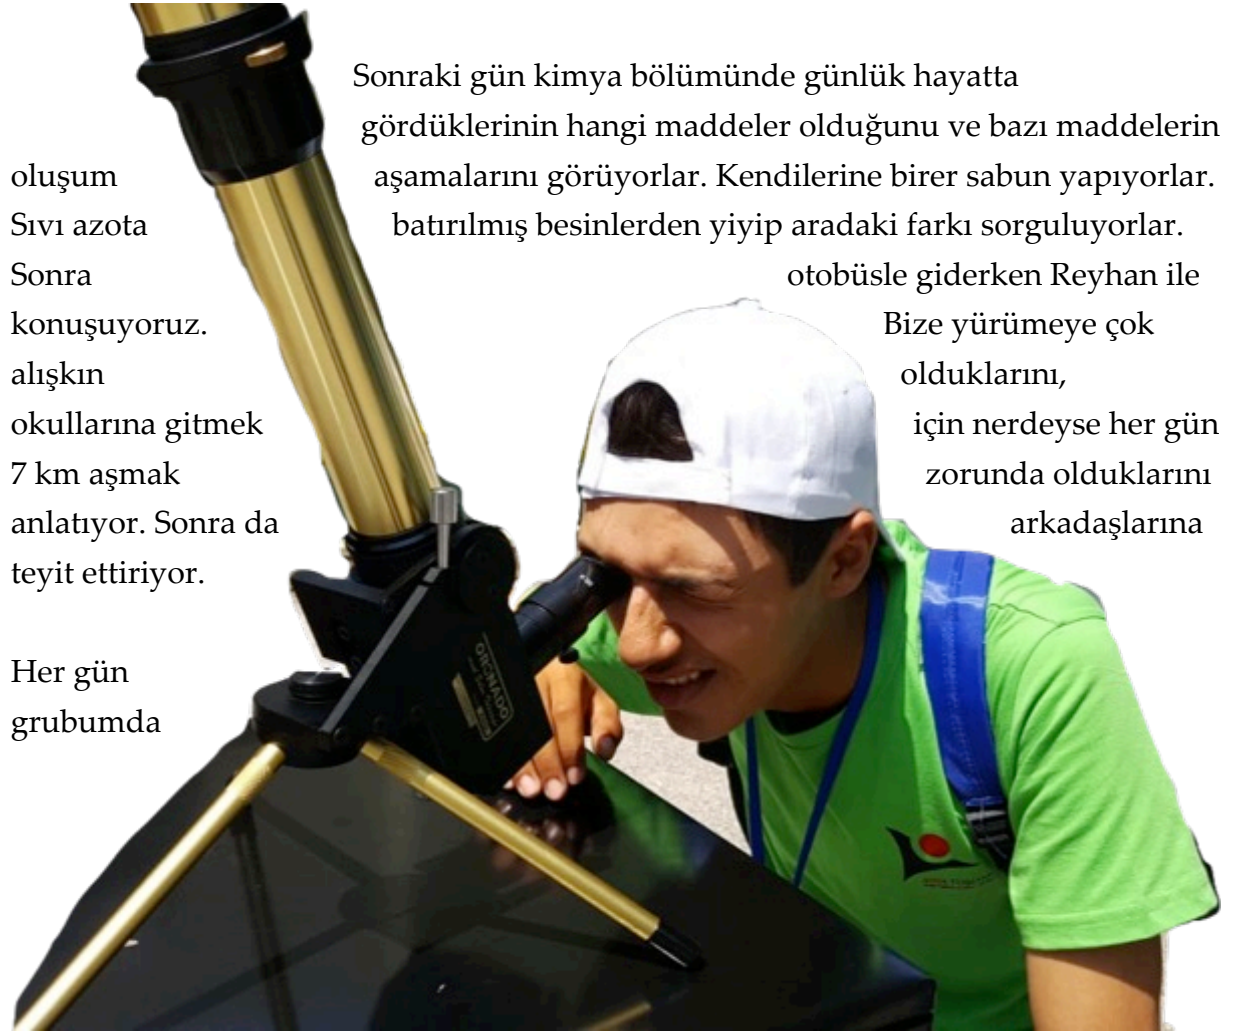 Sonraki gün kimya bölümünde günlük hayatta
gördüklerinin hangi maddeler olduğunu ve bazı maddelerin
oluşum aşamalarını görüyorlar. Kendilerine birer sabun yapıyorlar.
Sıvı azota batırılmış besinlerden yiyip aradaki farkı sorguluyorlar.
Sonra otobüsle giderken Reyhan ile
konuşuyoruz. Bize yürümeye çok
alışkın olduklarını,
okullarına gitmek için nerdeyse her gün
7 km aşmak zorunda olduklarını
anlatıyor. Sonra da arkadaşlarına
teyit ettiriyor.
Her gün
grubumda
CORONADO